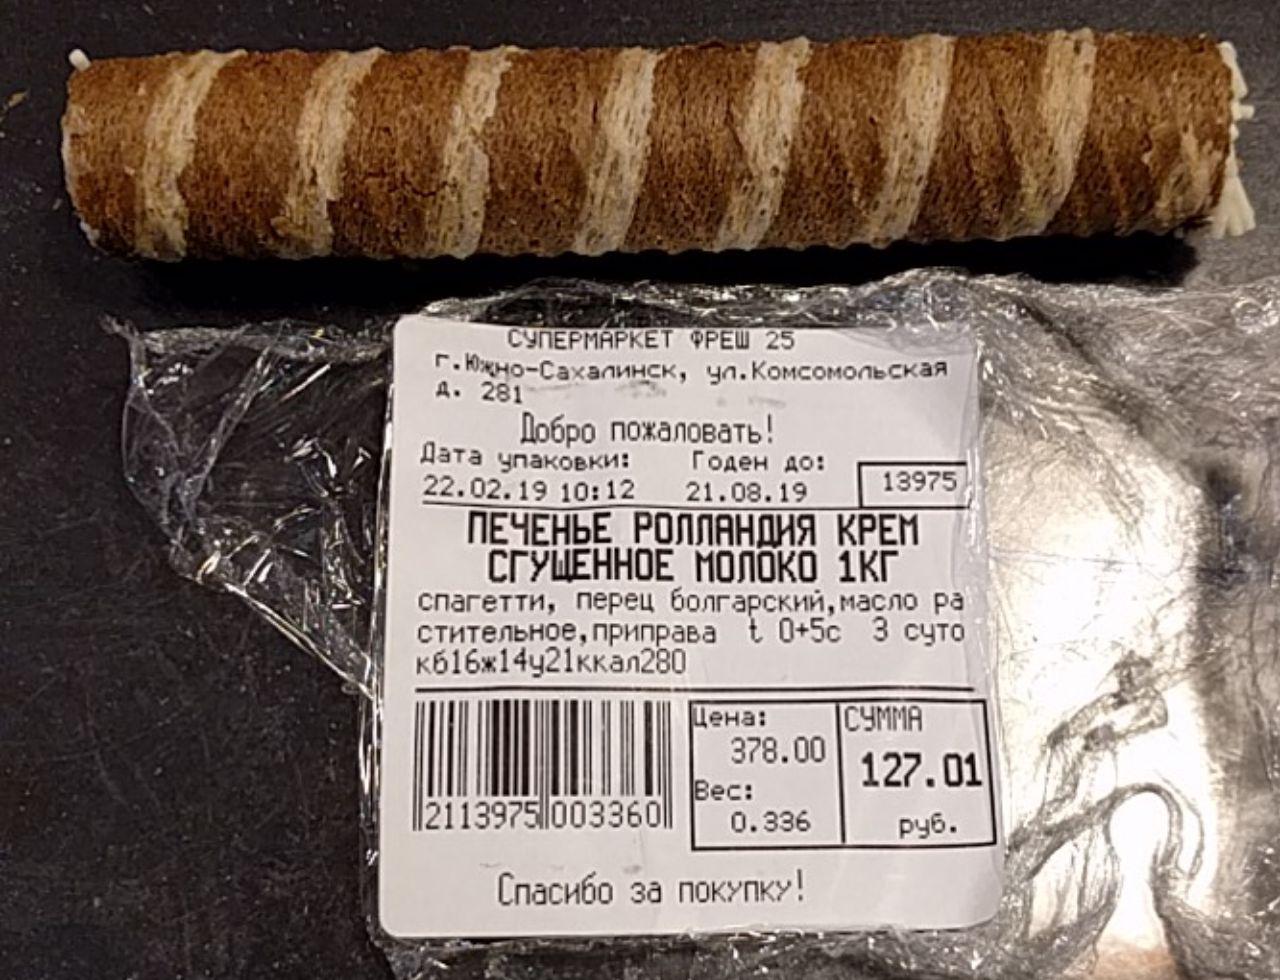 СУПЕРМАРКЕТ ФРЕШ 25
г.Южно-Сахалинск, ул.Комсомольская
д. 281
Добро пожаловать!
Дата упаковки: Годен до:
22.02.19 10:12 21.08.19 13975
ПЕЧЕНЬЕ РОЛЛАНДИЯ КРЕМ
СГУЩЕННОЕ МОЛОКО 1КГ
спагетти, перец болгарский,масло ра
стительное,приправа t 0+5с 3 суто
кб16ж14у21ккал280
Цена: СУММА
378.00 127.01
Вес:
0.336 руб.
2113975 003360
Спасибо за покупку!